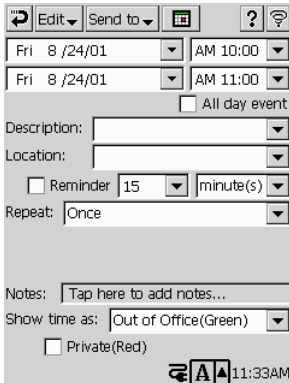 Edit Send to ?
Fri 8 /24/01 AM 10:00
Fri 8 /24/01 AM 11:00
All day event
Description:
Location:
Reminder 15 minute(s)
Repeat: Once
Notes: Tap here to add notes...
Show time as: Out of Office(Green)
Private(Red)
A 11:33AM